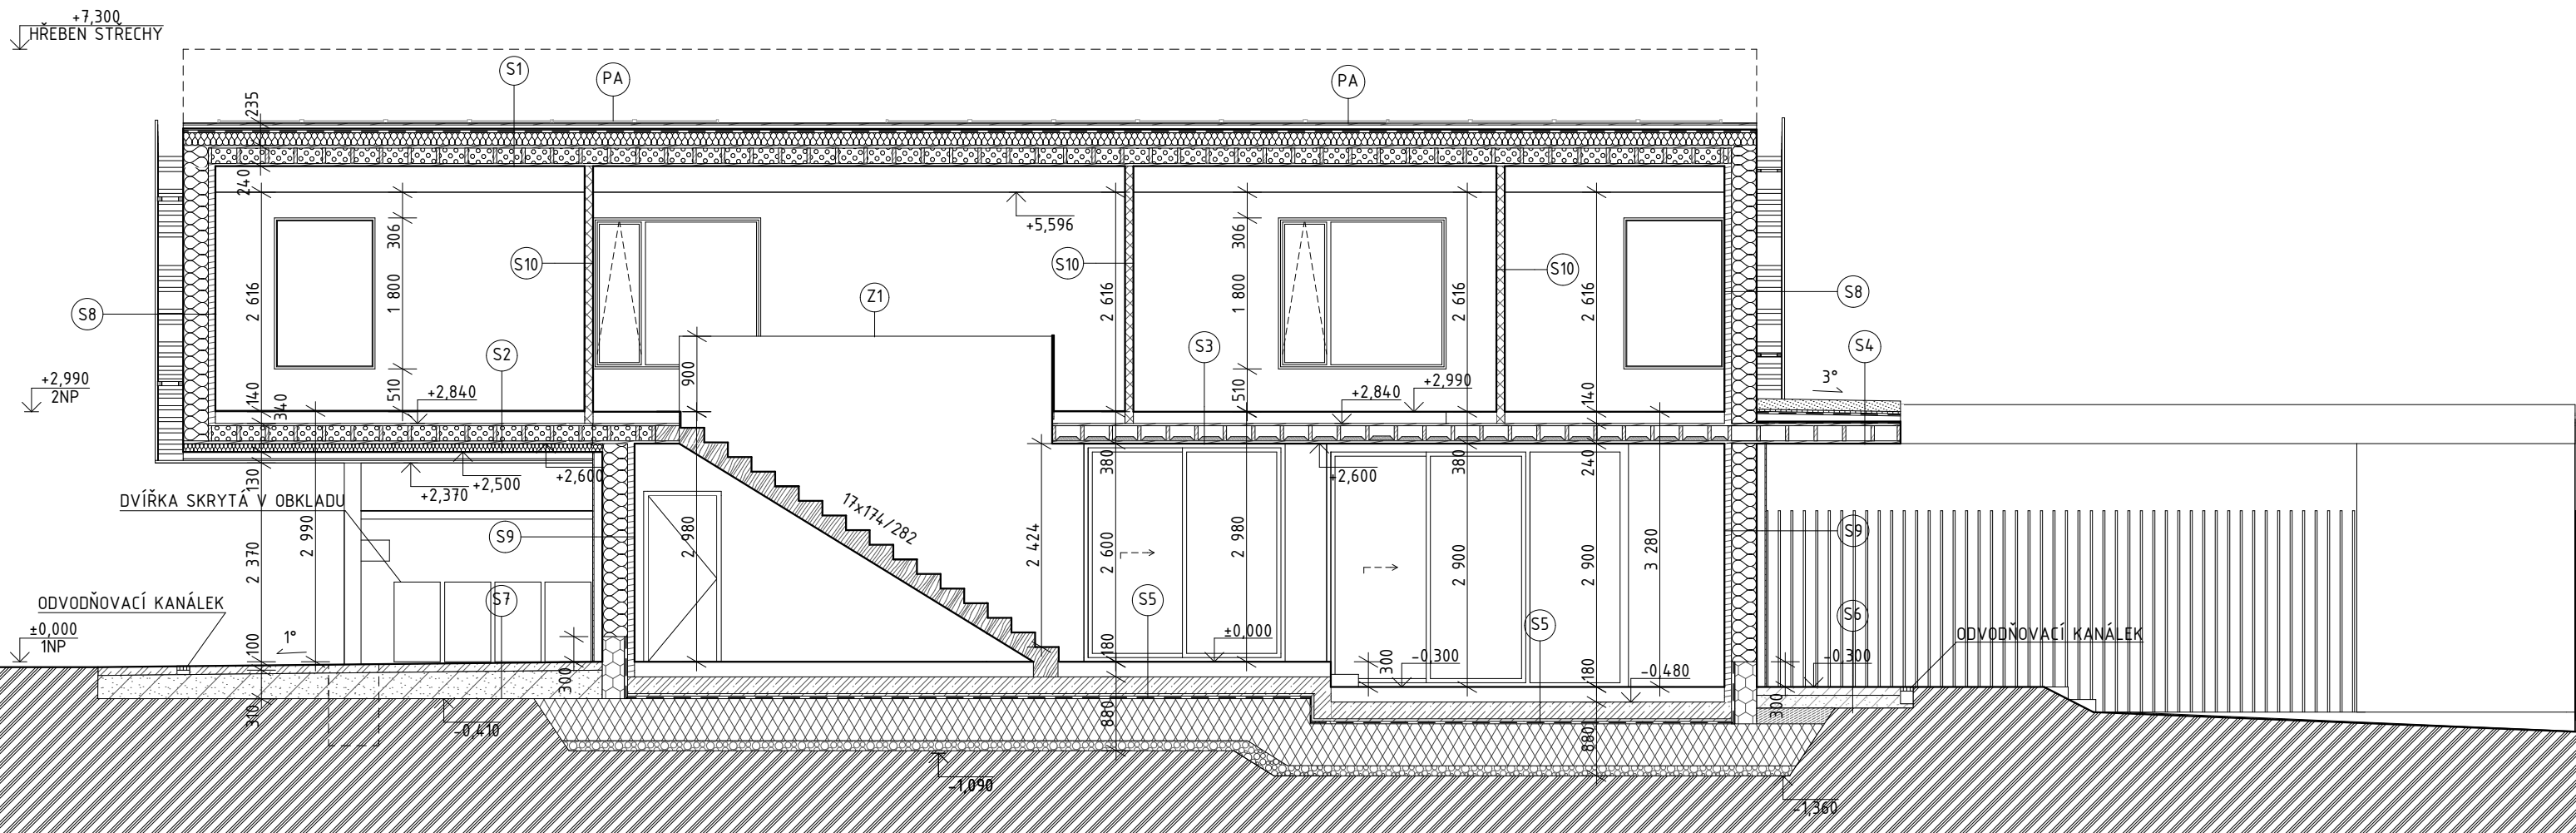 +7,300
HŘEBEN STŘECHY
S1
PA
PA
235
240
306
306
+5,596
S10
S10
S10
S8
S8
2 616
1 800
2 616
1 800
2 616
2 616
Z1
S2
S3
S4
3°
900
+2,990
2NP
140
340
510
+2,840
510
+2,840
+2,990
140
130
+2,370
+2,500
+2,600
380
+2,600
380
240
DVÍŘKA SKRYTÁ V OBKLADU
17x174/282
2 370
2 990
S9
2 980
2 424
2 600
2 980
2 900
2 900
3 280
S9
S7
S5
S5
S6
ODVODŇOVACÍ KANÁLEK
ODVODŇOVACÍ KANÁLEK
±0,000
1NP
1°
100
300
180
±0,000
300
-0,300
180
-0,480
-0,300
300
310
-0,410
880
880
-1,090
-1,360